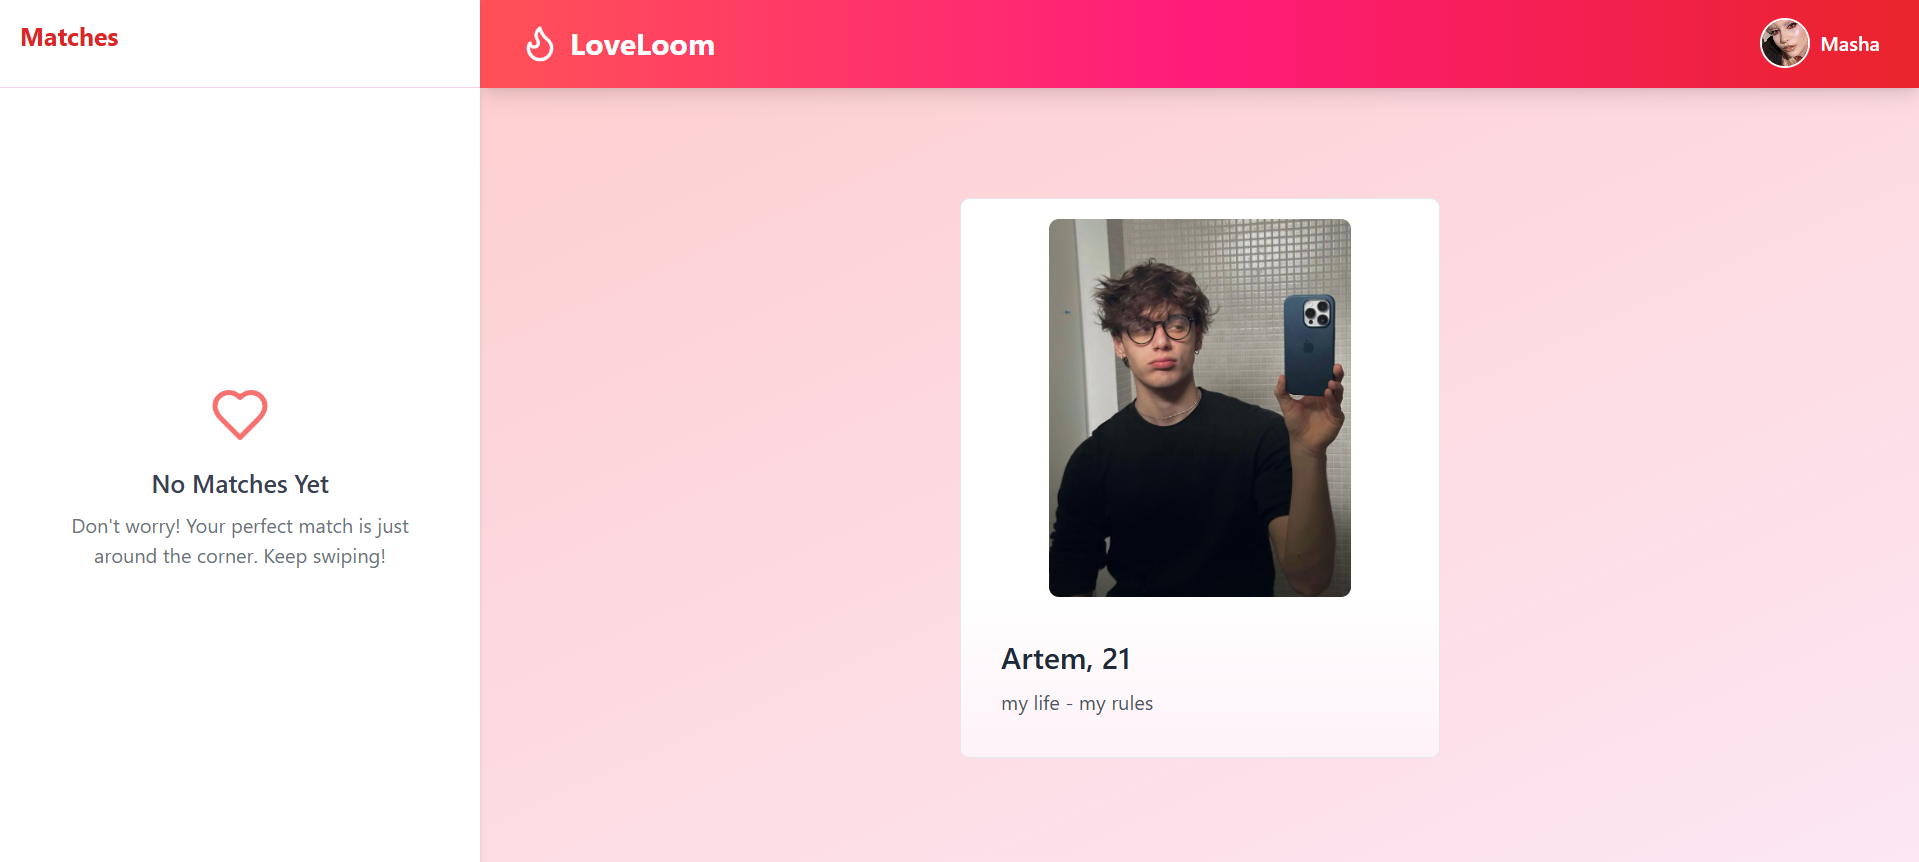 Matches
LoveLoom
Masha
No Matches Yet
Don't worry! Your perfect match is just
around the corner. Keep swiping!
Artem, 21
my life - my rules